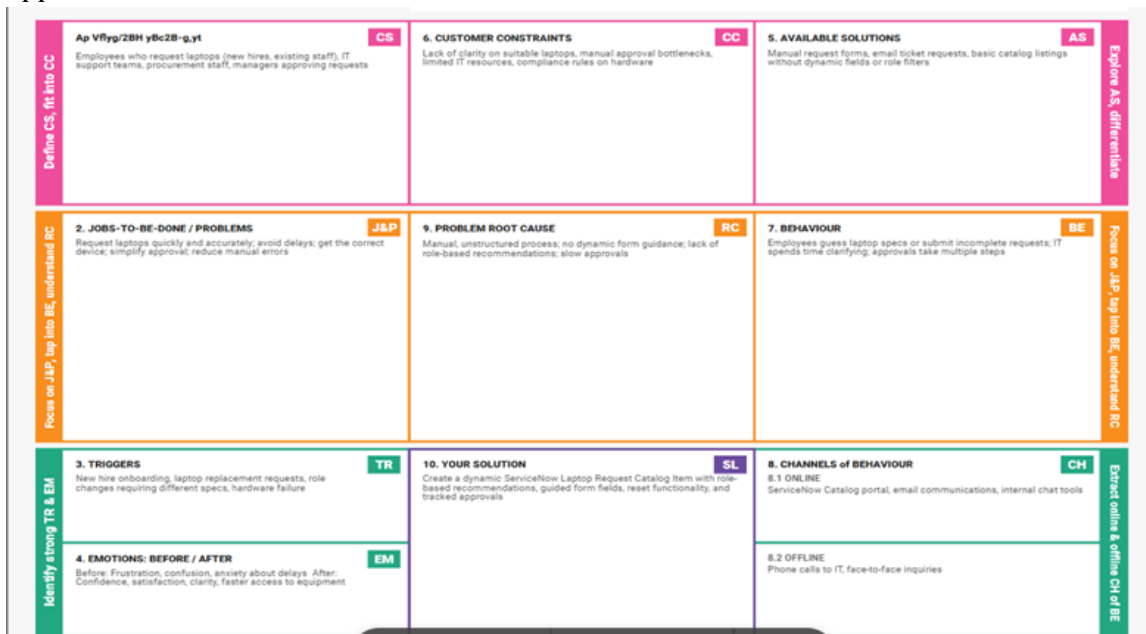 Define CS, fit into CC
Ap Vflyg/2BH yBc2B-g,yt
CS
Employees who request laptops (new hires, existing staff), IT
support teams, procurement staff, managers approving requests
6. CUSTOMER CONSTRAINTS
CC
Lack of clarity on suitable laptops, manual approval bottlenecks,
limited IT resources, compliance rules on hardware
5. AVAILABLE SOLUTIONS
AS
Manual request forms, email ticket requests, basic catalog listings
without dynamic fields or role filters
Explore AS, differentiate
Focus on J&P, tap into BE, understand RC
2. JOBS-TO-BE-DONE / PROBLEMS
J&P
Request laptops quickly and accurately; avoid delays; get the correct
device; simplify approval; reduce manual errors
9. PROBLEM ROOT CAUSE
RC
Manual, unstructured process; no dynamic form guidance; lack of
role-based recommendations; slow approvals
7. BEHAVIOUR
BE
Employees guess laptop specs or submit incomplete requests; IT
spends time clarifying; approvals take multiple steps
Focus on J&P, tap into BE, understand RC
Identify strong TR & EM
3. TRIGGERS
TR
New hire onboarding, laptop replacement requests, role
changes requiring different specs, hardware failure
4. EMOTIONS: BEFORE / AFTER
EM
Before: Frustration, confusion, anxiety about delays After:
Confidence, satisfaction, clarity, faster access to equipment
10. YOUR SOLUTION
SL
Create a dynamic ServiceNow Laptop Request Catalog Item with role-
based recommendations, guided form fields, reset functionality, and
tracked approvals
8. CHANNELS of BEHAVIOUR
CH
8.1 ONLINE
ServiceNow Catalog portal, email communications, internal chat tools
8.2 OFFLINE
Phone calls to IT, face-to-face inquiries
Extract online & offline CH of BE